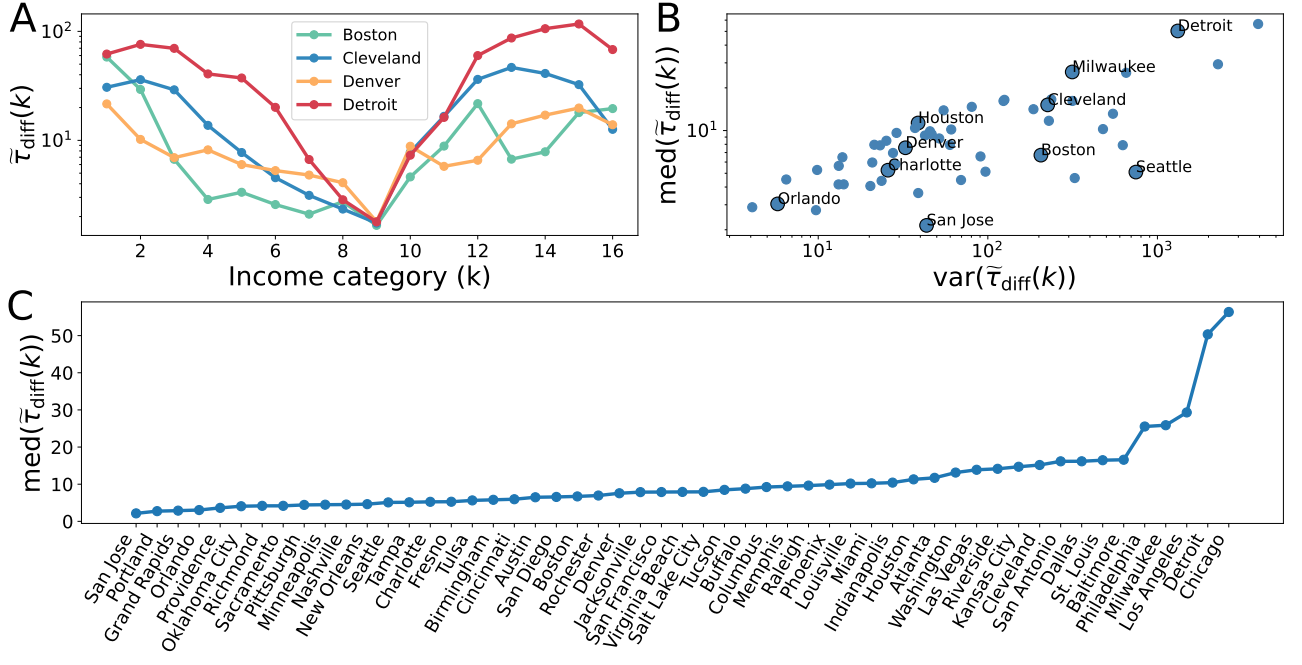 A
10²
10¹
τ̃diff(k)
Boston
Cleveland
Denver
Detroit
2 4 6 8 10 12 14 16
Income category (k)
B
10¹
med(τ̃diff(k))
Detroit
Milwaukee
Cleveland
Houston
Denver
Boston
Charlotte
Seattle
Orlando
San Jose
10¹ 10² 10³
var(τ̃diff(k))
C
50
40
30
20
10
0
med(τ̃diff(k))
San Jose
Portland
Grand Rapids
Orlando
Providence
Oklahoma City
Richmond
Sacramento
Pittsburgh
Minneapolis
Nashville
New Orleans
Seattle
Tampa
Charlotte
Fresno
Tulsa
Birmingham
Cincinnati
Austin
San Diego
Boston
Rochester
Denver
Jacksonville
San Francisco
Virginia Beach
Salt Lake City
Tucson
Buffalo
Columbus
Memphis
Raleigh
Phoenix
Louisville
Miami
Indianapolis
Houston
Atlanta
Washington
Las Vegas
Riverside
Kansas City
Cleveland
San Antonio
Dallas
St. Louis
Baltimore
Philadelphia
Milwaukee
Los Angeles
Detroit
Chicago